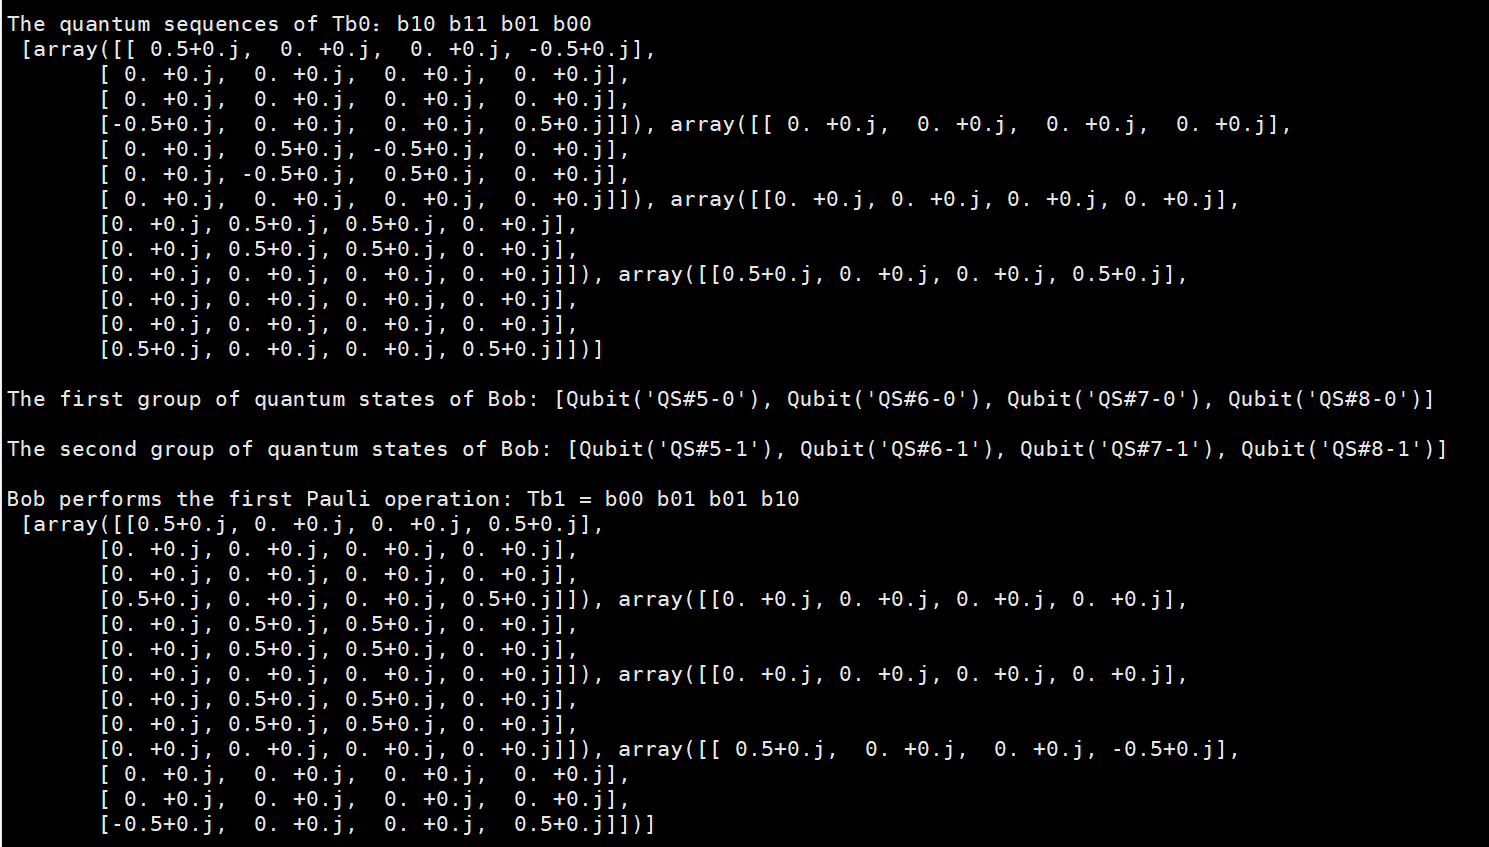 The quantum sequences of Tb0: b10 b11 b01 b00
 [array([[ 0.5+0.j,  0. +0.j,  0. +0.j, -0.5+0.j],
       [ 0. +0.j,  0. +0.j,  0. +0.j,  0. +0.j],
       [ 0. +0.j,  0. +0.j,  0. +0.j,  0. +0.j],
       [-0.5+0.j,  0. +0.j,  0. +0.j,  0.5+0.j]]), array([[ 0. +0.j,  0. +0.j,  0. +0.j,  0. +0.j],
       [ 0. +0.j,  0.5+0.j, -0.5+0.j,  0. +0.j],
       [ 0. +0.j, -0.5+0.j,  0.5+0.j,  0. +0.j],
       [ 0. +0.j,  0. +0.j,  0. +0.j,  0. +0.j]]), array([[0. +0.j, 0. +0.j, 0. +0.j, 0. +0.j],
       [0. +0.j, 0.5+0.j, 0.5+0.j, 0. +0.j],
       [0. +0.j, 0.5+0.j, 0.5+0.j, 0. +0.j],
       [0. +0.j, 0. +0.j, 0. +0.j, 0. +0.j]]), array([[0.5+0.j, 0. +0.j, 0. +0.j, 0.5+0.j],
       [0. +0.j, 0. +0.j, 0. +0.j, 0. +0.j],
       [0. +0.j, 0. +0.j, 0. +0.j, 0. +0.j],
       [0.5+0.j, 0. +0.j, 0. +0.j, 0.5+0.j]])]
The first group of quantum states of Bob: [Qubit('QS#5-0'), Qubit('QS#6-0'), Qubit('QS#7-0'), Qubit('QS#8-0')]
The second group of quantum states of Bob: [Qubit('QS#5-1'), Qubit('QS#6-1'), Qubit('QS#7-1'), Qubit('QS#8-1')]
Bob performs the first Pauli operation: Tb1 = b00 b01 b01 b10
 [array([[0.5+0.j, 0. +0.j, 0. +0.j, 0.5+0.j],
       [0. +0.j, 0. +0.j, 0. +0.j, 0. +0.j],
       [0. +0.j, 0. +0.j, 0. +0.j, 0. +0.j],
       [0.5+0.j, 0. +0.j, 0. +0.j, 0.5+0.j]]), array([[0. +0.j, 0. +0.j, 0. +0.j, 0. +0.j],
       [0. +0.j, 0.5+0.j, 0.5+0.j, 0. +0.j],
       [0. +0.j, 0.5+0.j, 0.5+0.j, 0. +0.j],
       [0. +0.j, 0. +0.j, 0. +0.j, 0. +0.j]]), array([[0. +0.j, 0. +0.j, 0. +0.j, 0. +0.j],
       [0. +0.j, 0.5+0.j, 0.5+0.j, 0. +0.j],
       [0. +0.j, 0.5+0.j, 0.5+0.j, 0. +0.j],
       [0. +0.j, 0. +0.j, 0. +0.j, 0. +0.j]]), array([[ 0.5+0.j,  0. +0.j,  0. +0.j, -0.5+0.j],
       [ 0. +0.j,  0. +0.j,  0. +0.j,  0. +0.j],
       [ 0. +0.j,  0. +0.j,  0. +0.j,  0. +0.j],
       [-0.5+0.j,  0. +0.j,  0. +0.j,  0.5+0.j]])]